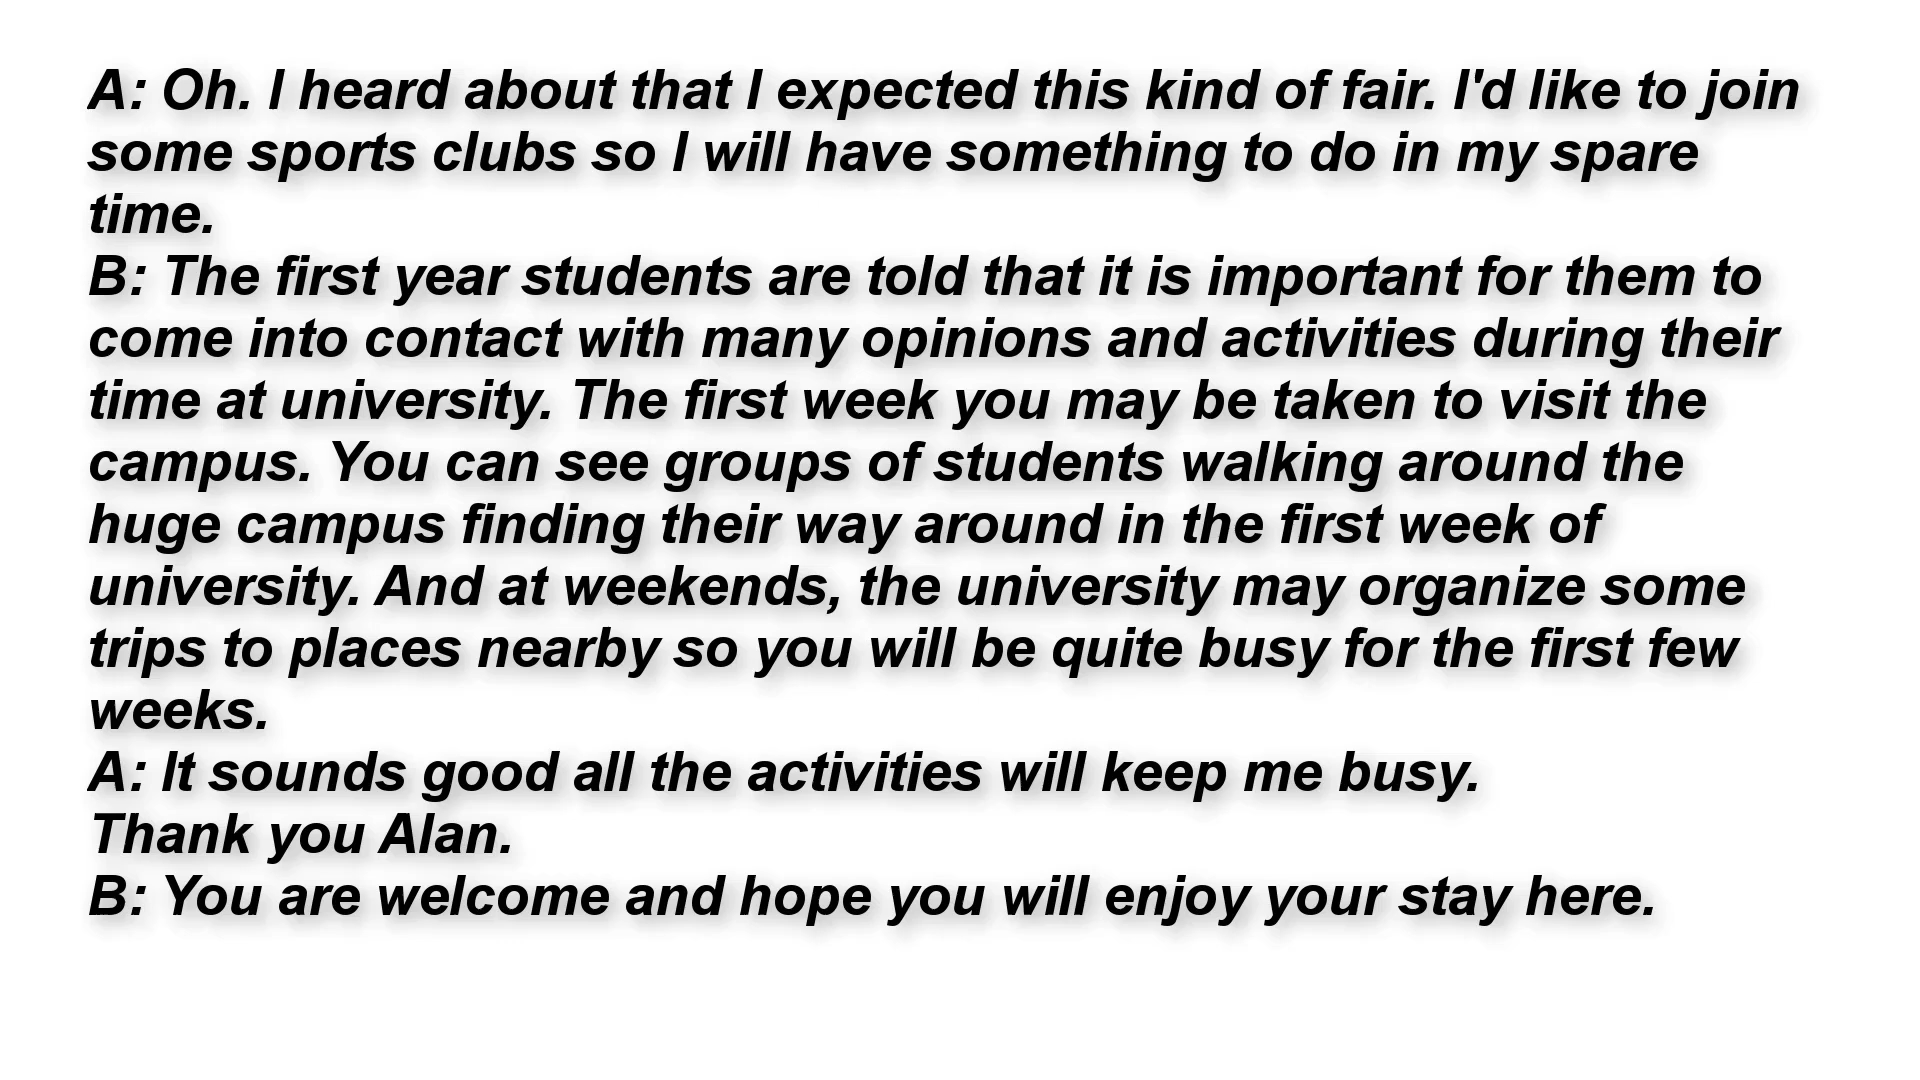 A: Oh. I heard about that I expected this kind of fair. I'd like to join
some sports clubs so I will have something to do in my spare
time.
B: The first year students are told that it is important for them to
come into contact with many opinions and activities during their
time at university. The first week you may be taken to visit the
campus. You can see groups of students walking around the
huge campus finding their way around in the first week of
university. And at weekends, the university may organize some
trips to places nearby so you will be quite busy for the first few
weeks.
A: It sounds good all the activities will keep me busy.
Thank you Alan.
B: You are welcome and hope you will enjoy your stay here.